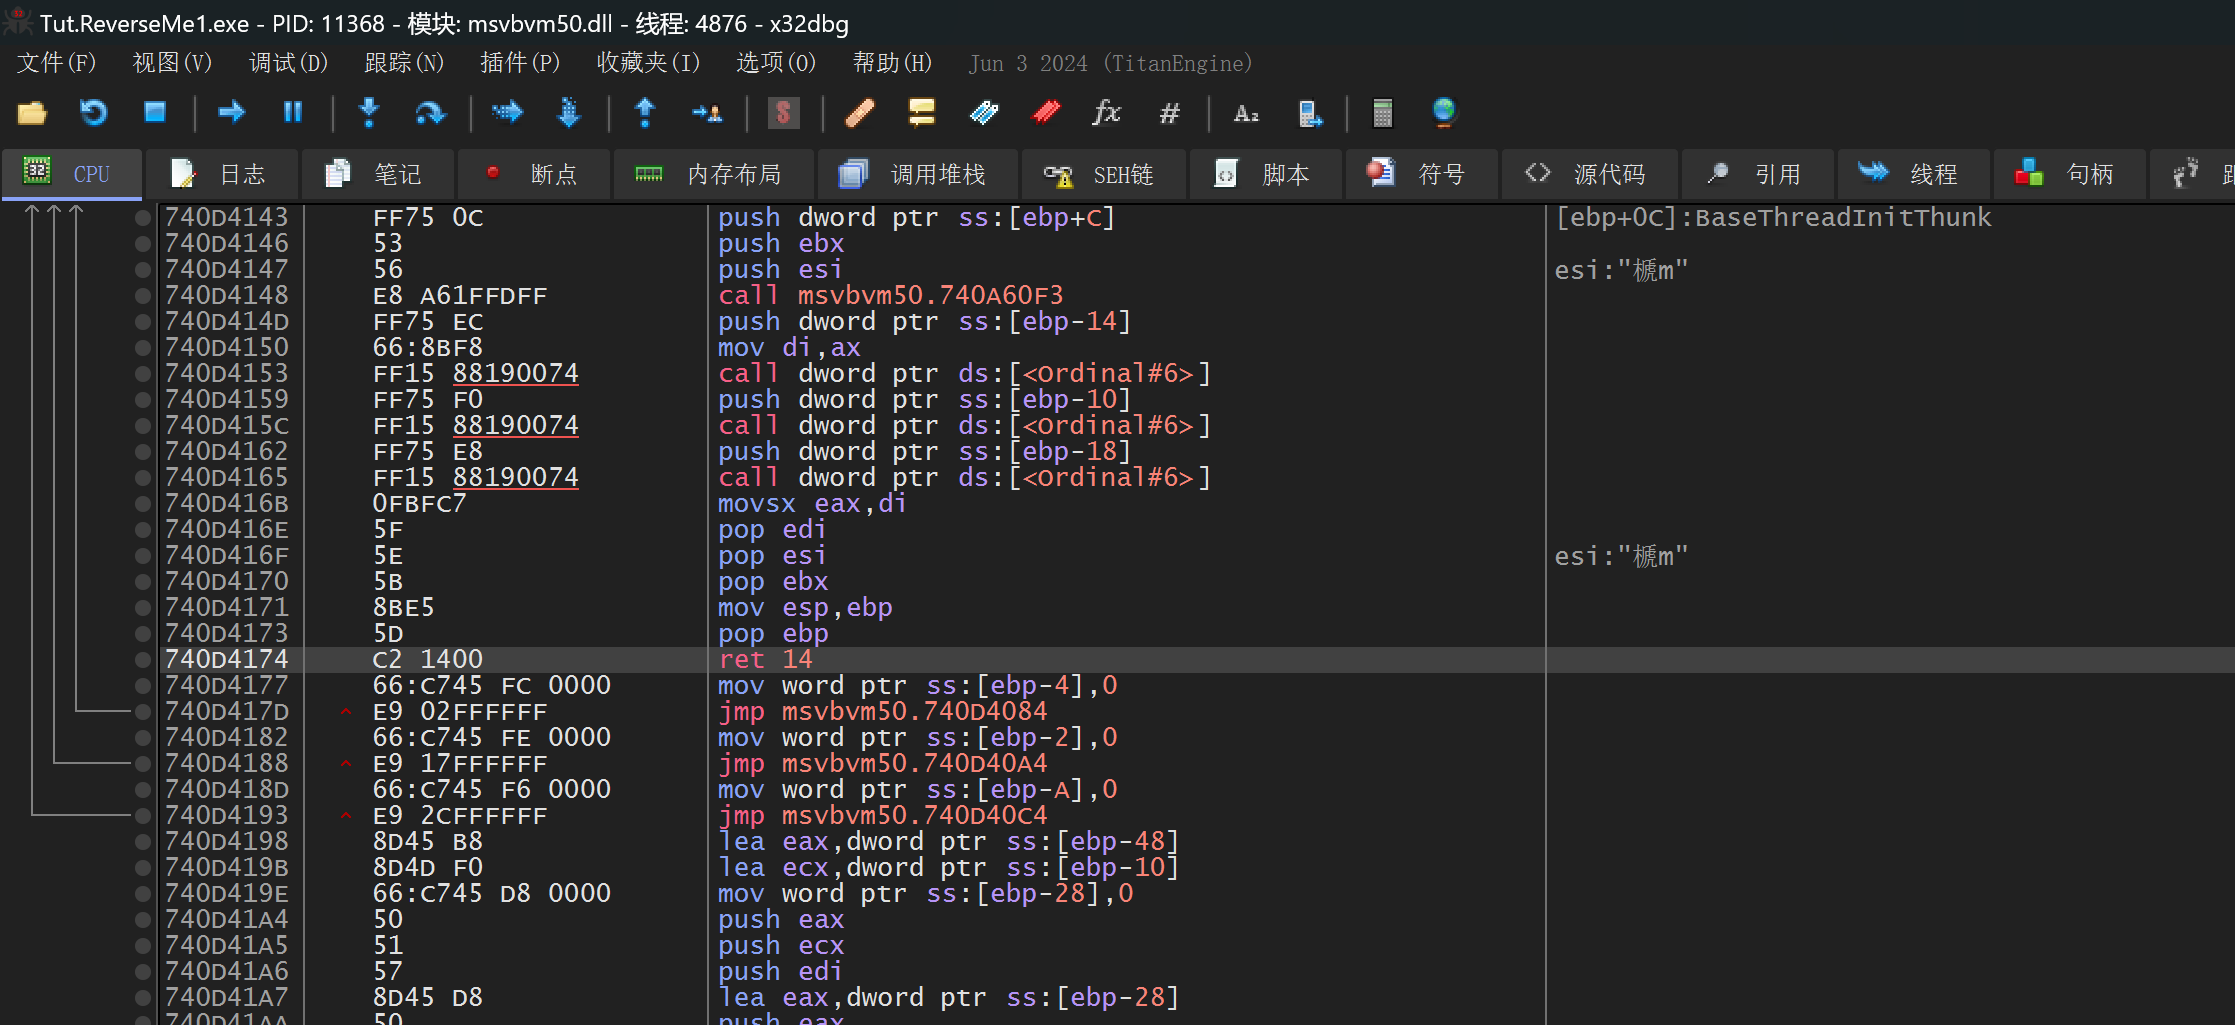 Tut.ReverseMe1.exe - PID: 11368 - 模块: msvbvm50.dll - 线程: 4876 - x32dbg
文件(F) 视图(V) 调试(D) 跟踪(N) 插件(P) 收藏夹(I) 选项(O) 帮助(H) Jun 3 2024 (TitanEngine)
CPU 日志 笔记 断点 内存布局 调用堆栈 SEH链 脚本 符号 源代码 引用 线程 句柄
740D4143 FF75 0C push dword ptr ss:[ebp+C] [ebp+0C]:BaseThreadInitThunk
740D4146 53 push ebx
740D4147 56 push esi esi:"榹m"
740D4148 E8 A61FFDFF call msvbvm50.740A60F3
740D414D FF75 EC push dword ptr ss:[ebp-14]
740D4150 66:8BF8 mov di,ax
740D4153 FF15 88190074 call dword ptr ds:[<Ordinal#6>]
740D4159 FF75 F0 push dword ptr ss:[ebp-10]
740D415C FF15 88190074 call dword ptr ds:[<Ordinal#6>]
740D4162 FF75 E8 push dword ptr ss:[ebp-18]
740D4165 FF15 88190074 call dword ptr ds:[<Ordinal#6>]
740D416B 0FBFC7 movsx eax,di
740D416E 5F pop edi
740D416F 5E pop esi esi:"榹m"
740D4170 5B pop ebx
740D4171 8BE5 mov esp,ebp
740D4173 5D pop ebp
740D4174 C2 1400 ret 14
740D4177 66:C745 FC 0000 mov word ptr ss:[ebp-4],0
740D417D ^ E9 02FFFFFF jmp msvbvm50.740D4084
740D4182 66:C745 FE 0000 mov word ptr ss:[ebp-2],0
740D4188 ^ E9 17FFFFFF jmp msvbvm50.740D40A4
740D418D 66:C745 F6 0000 mov word ptr ss:[ebp-A],0
740D4193 ^ E9 2CFFFFFF jmp msvbvm50.740D40C4
740D4198 8D45 B8 lea eax,dword ptr ss:[ebp-48]
740D419B 8D4D F0 lea ecx,dword ptr ss:[ebp-10]
740D419E 66:C745 D8 0000 mov word ptr ss:[ebp-28],0
740D41A4 50 push eax
740D41A5 51 push ecx
740D41A6 57 push edi
740D41A7 8D45 D8 lea eax,dword ptr ss:[ebp-28]
740D41AA 50 push eax